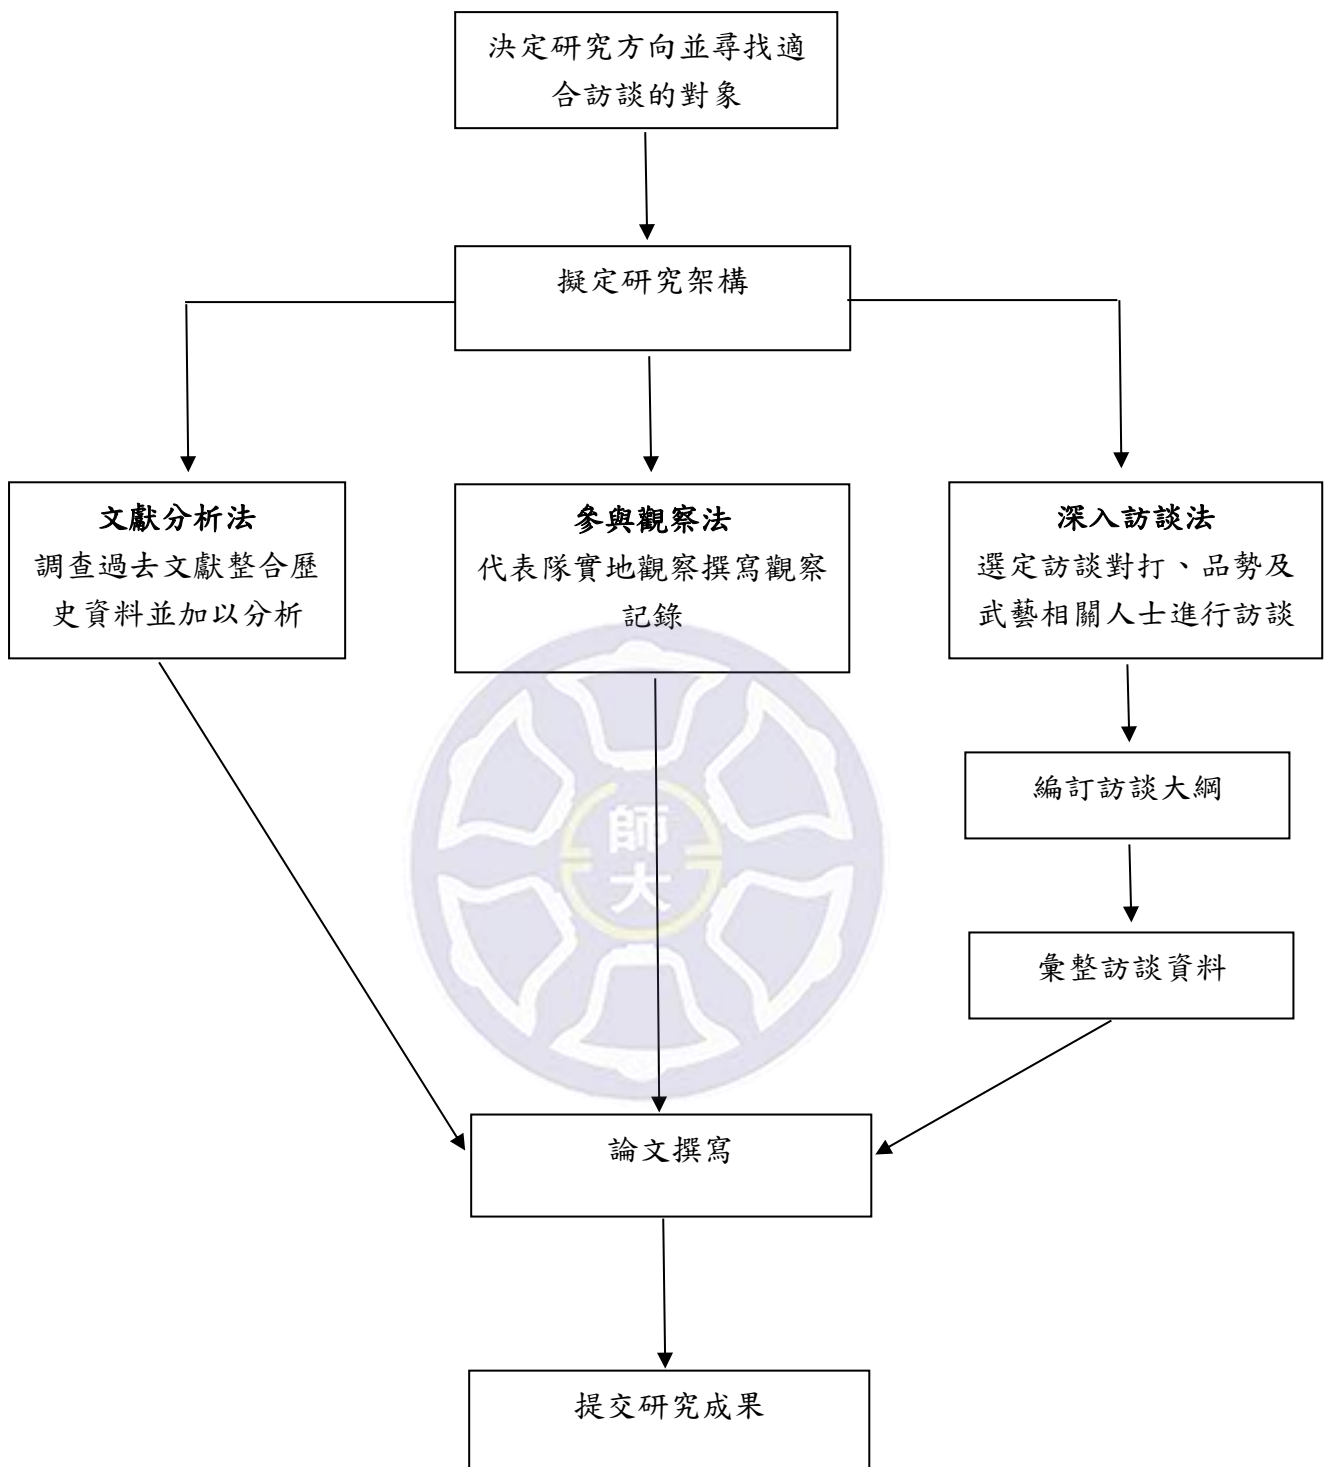 決定研究方向並尋找適
合訪談的對象
擬定研究架構
文獻分析法
調查過去文獻整合歷
史資料並加以分析
參與觀察法
代表隊實地觀察撰寫觀察
記錄
深入訪談法
選定訪談對打、品勢及
武藝相關人士進行訪談
編訂訪談大綱
彙整訪談資料
師
大
論文撰寫
提交研究成果